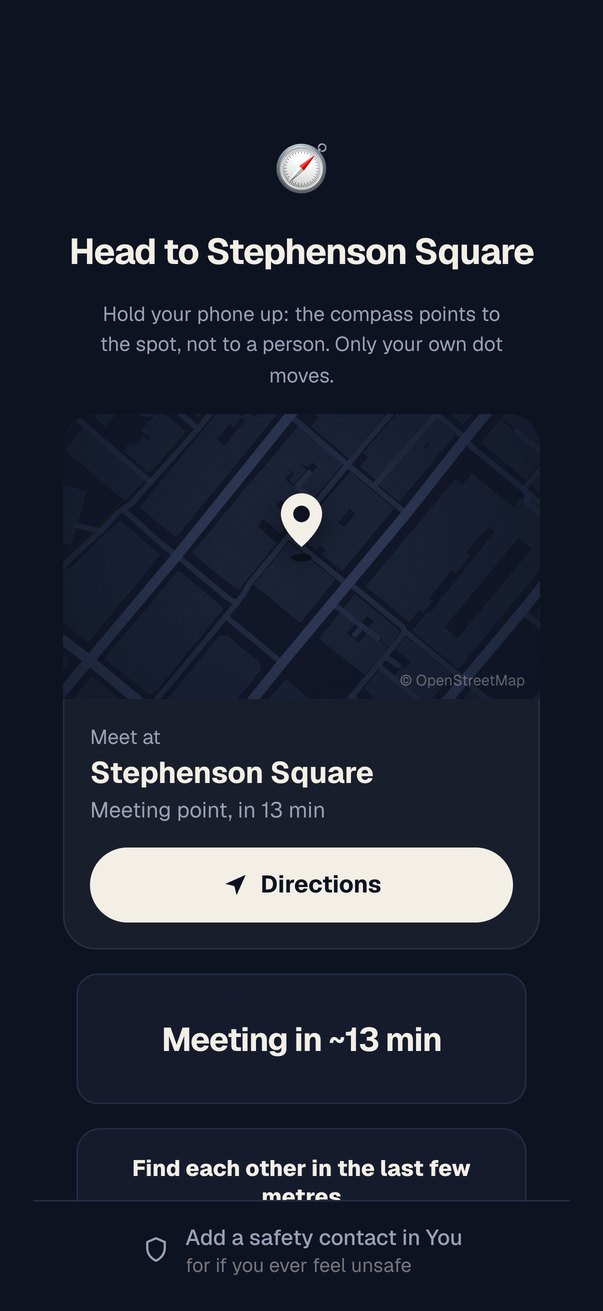 Head to Stephenson Square
Hold your phone up: the compass points to
the spot, not to a person. Only your own dot
moves.
© OpenStreetMap
Meet at
Stephenson Square
Meeting point, in 13 min
Directions
Meeting in ~13 min
Find each other in the last few
metres
Add a safety contact in You
for if you ever feel unsafe